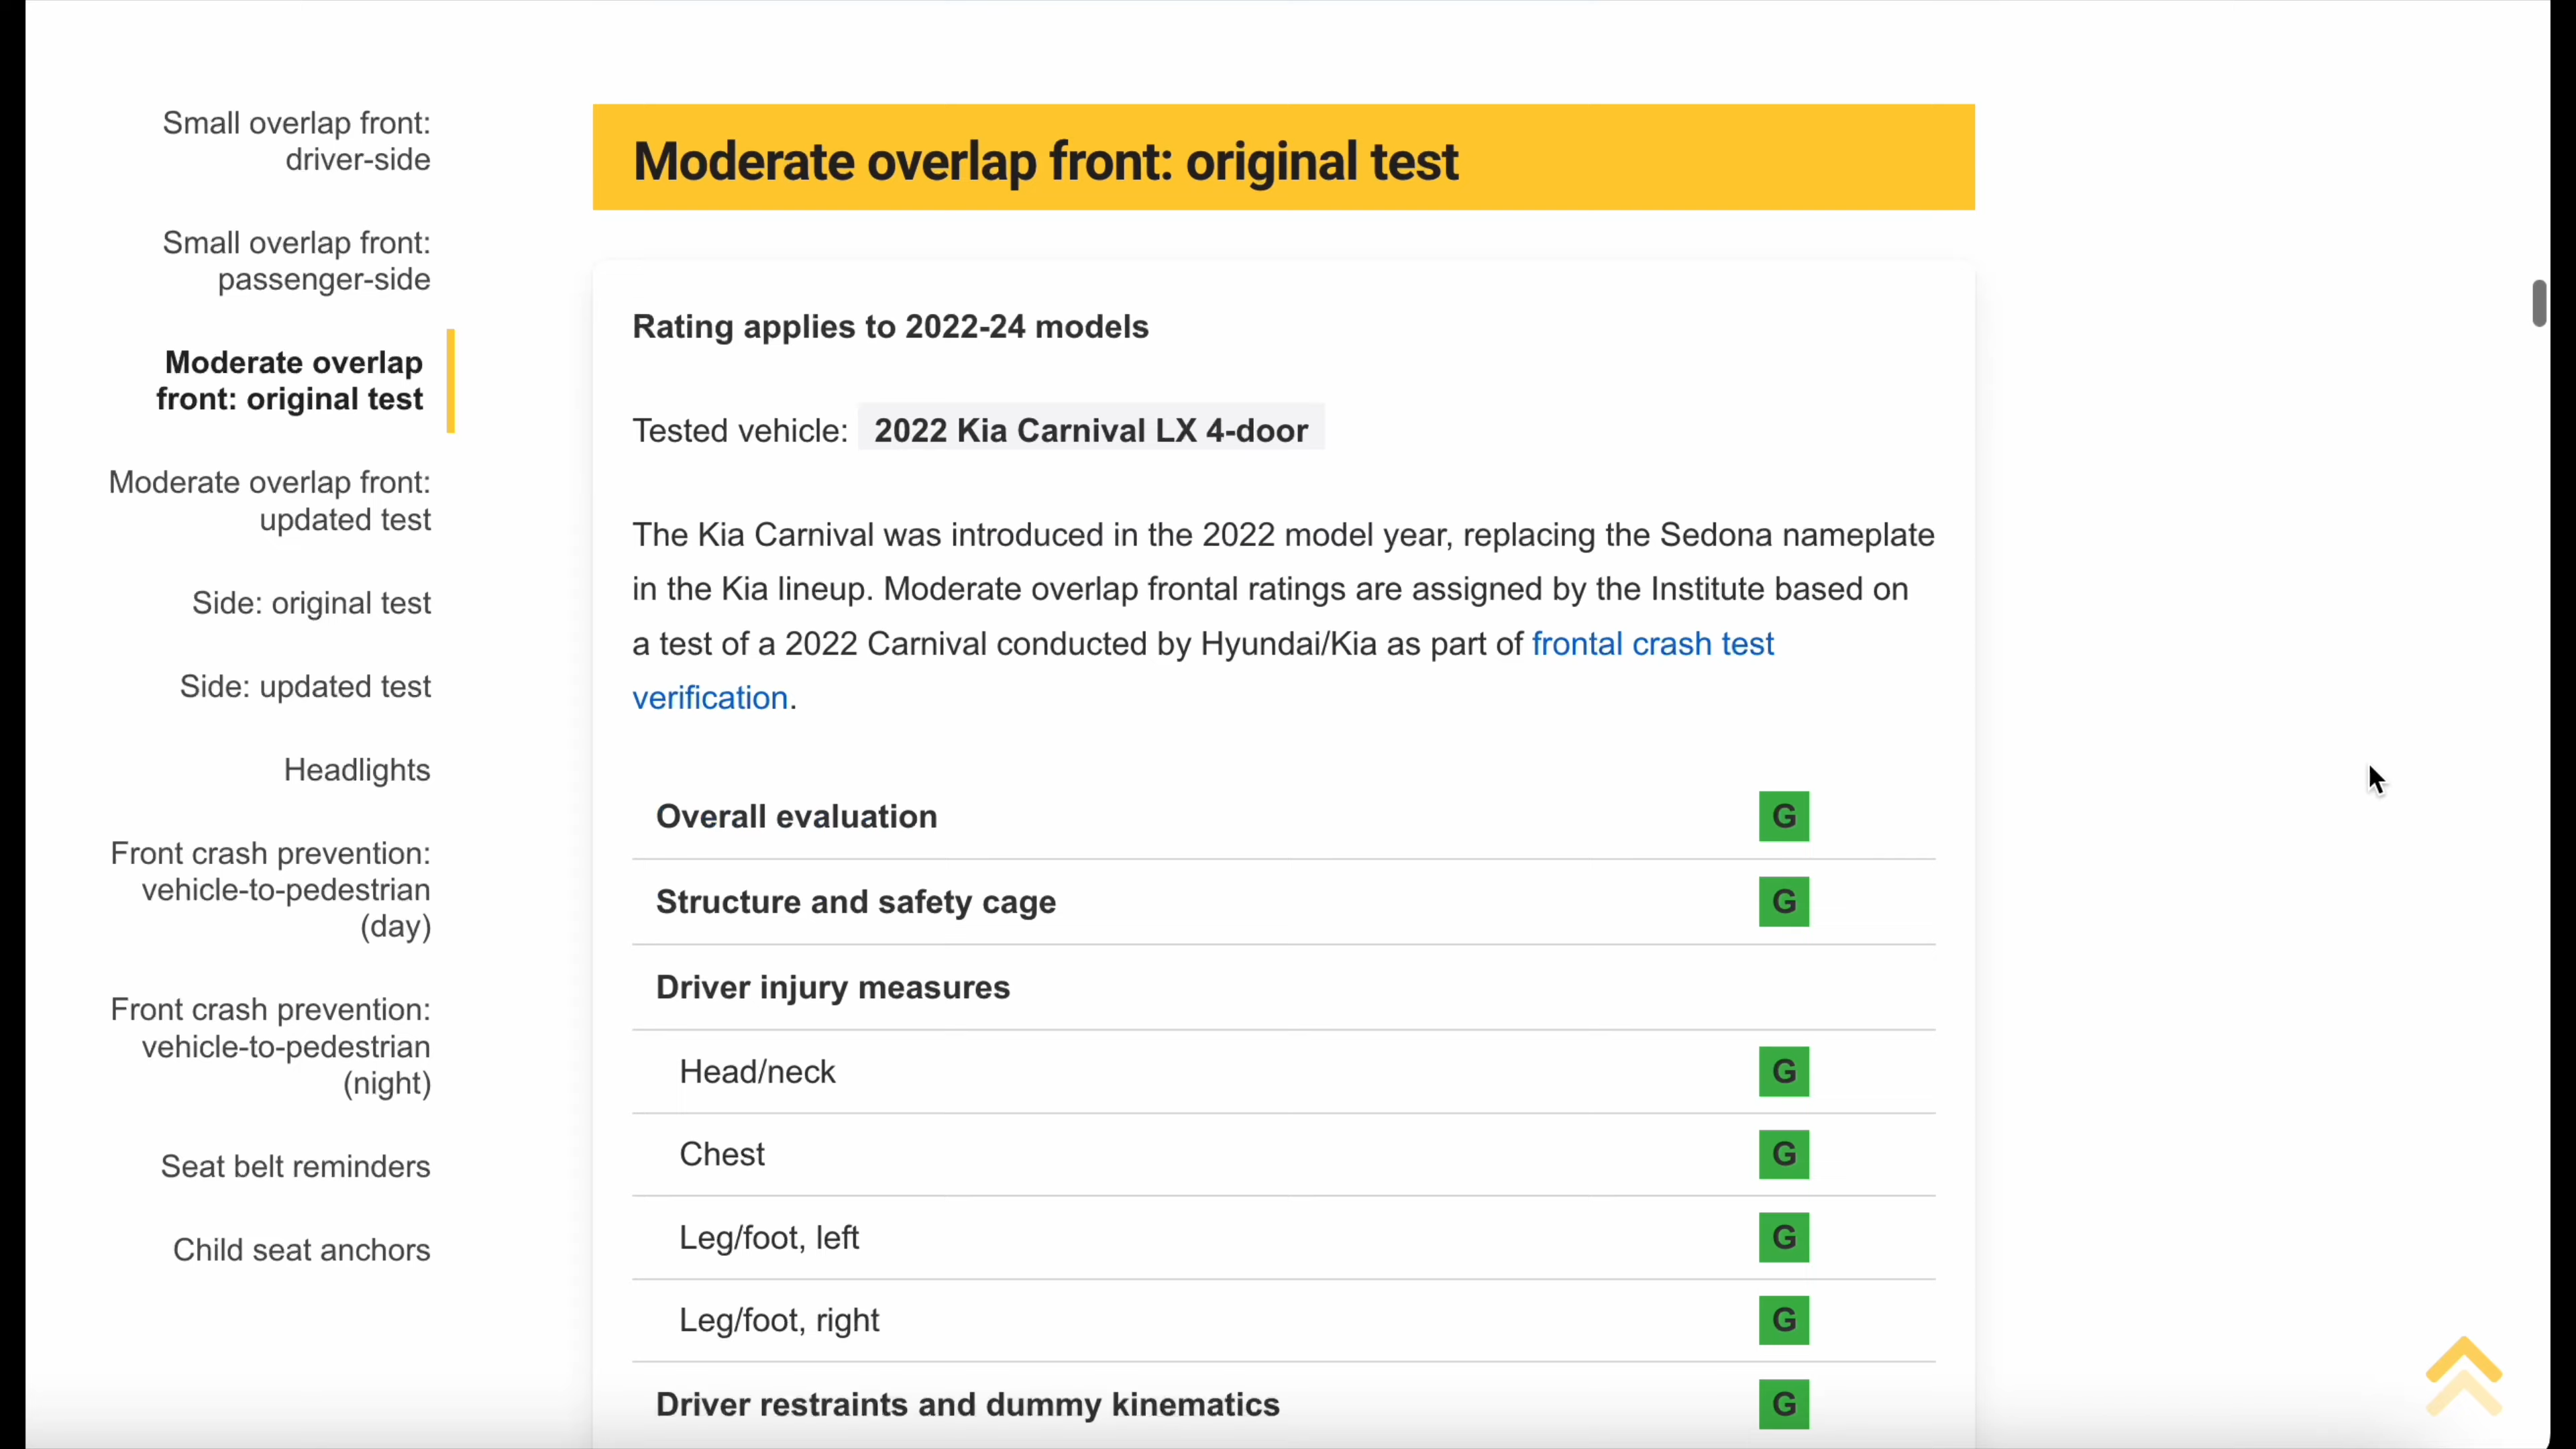 Small overlap front:
driver-side
Small overlap front:
passenger-side
Moderate overlap
front: original test
Moderate overlap front:
updated test
Side: original test
Side: updated test
Headlights
Front crash prevention:
vehicle-to-pedestrian
(day)
Front crash prevention:
vehicle-to-pedestrian
(night)
Seat belt reminders
Child seat anchors
Moderate overlap front: original test
Rating applies to 2022-24 models
Tested vehicle: 2022 Kia Carnival LX 4-door
The Kia Carnival was introduced in the 2022 model year, replacing the Sedona nameplate
in the Kia lineup. Moderate overlap frontal ratings are assigned by the Institute based on
a test of a 2022 Carnival conducted by Hyundai/Kia as part of frontal crash test
verification.
Overall evaluation G
Structure and safety cage G
Driver injury measures
Head/neck G
Chest G
Leg/foot, left G
Leg/foot, right G
Driver restraints and dummy kinematics G